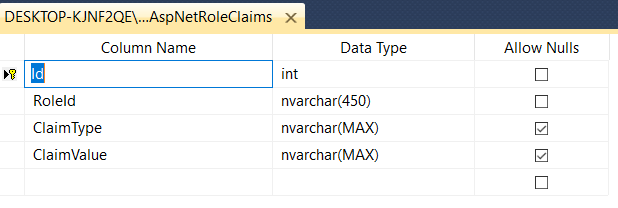 DESKTOP-KJNF2QE\...AspNetRoleClaims
Column Name Data Type Allow Nulls
Id int
RoleId nvarchar(450)
ClaimType nvarchar(MAX)
ClaimValue nvarchar(MAX)